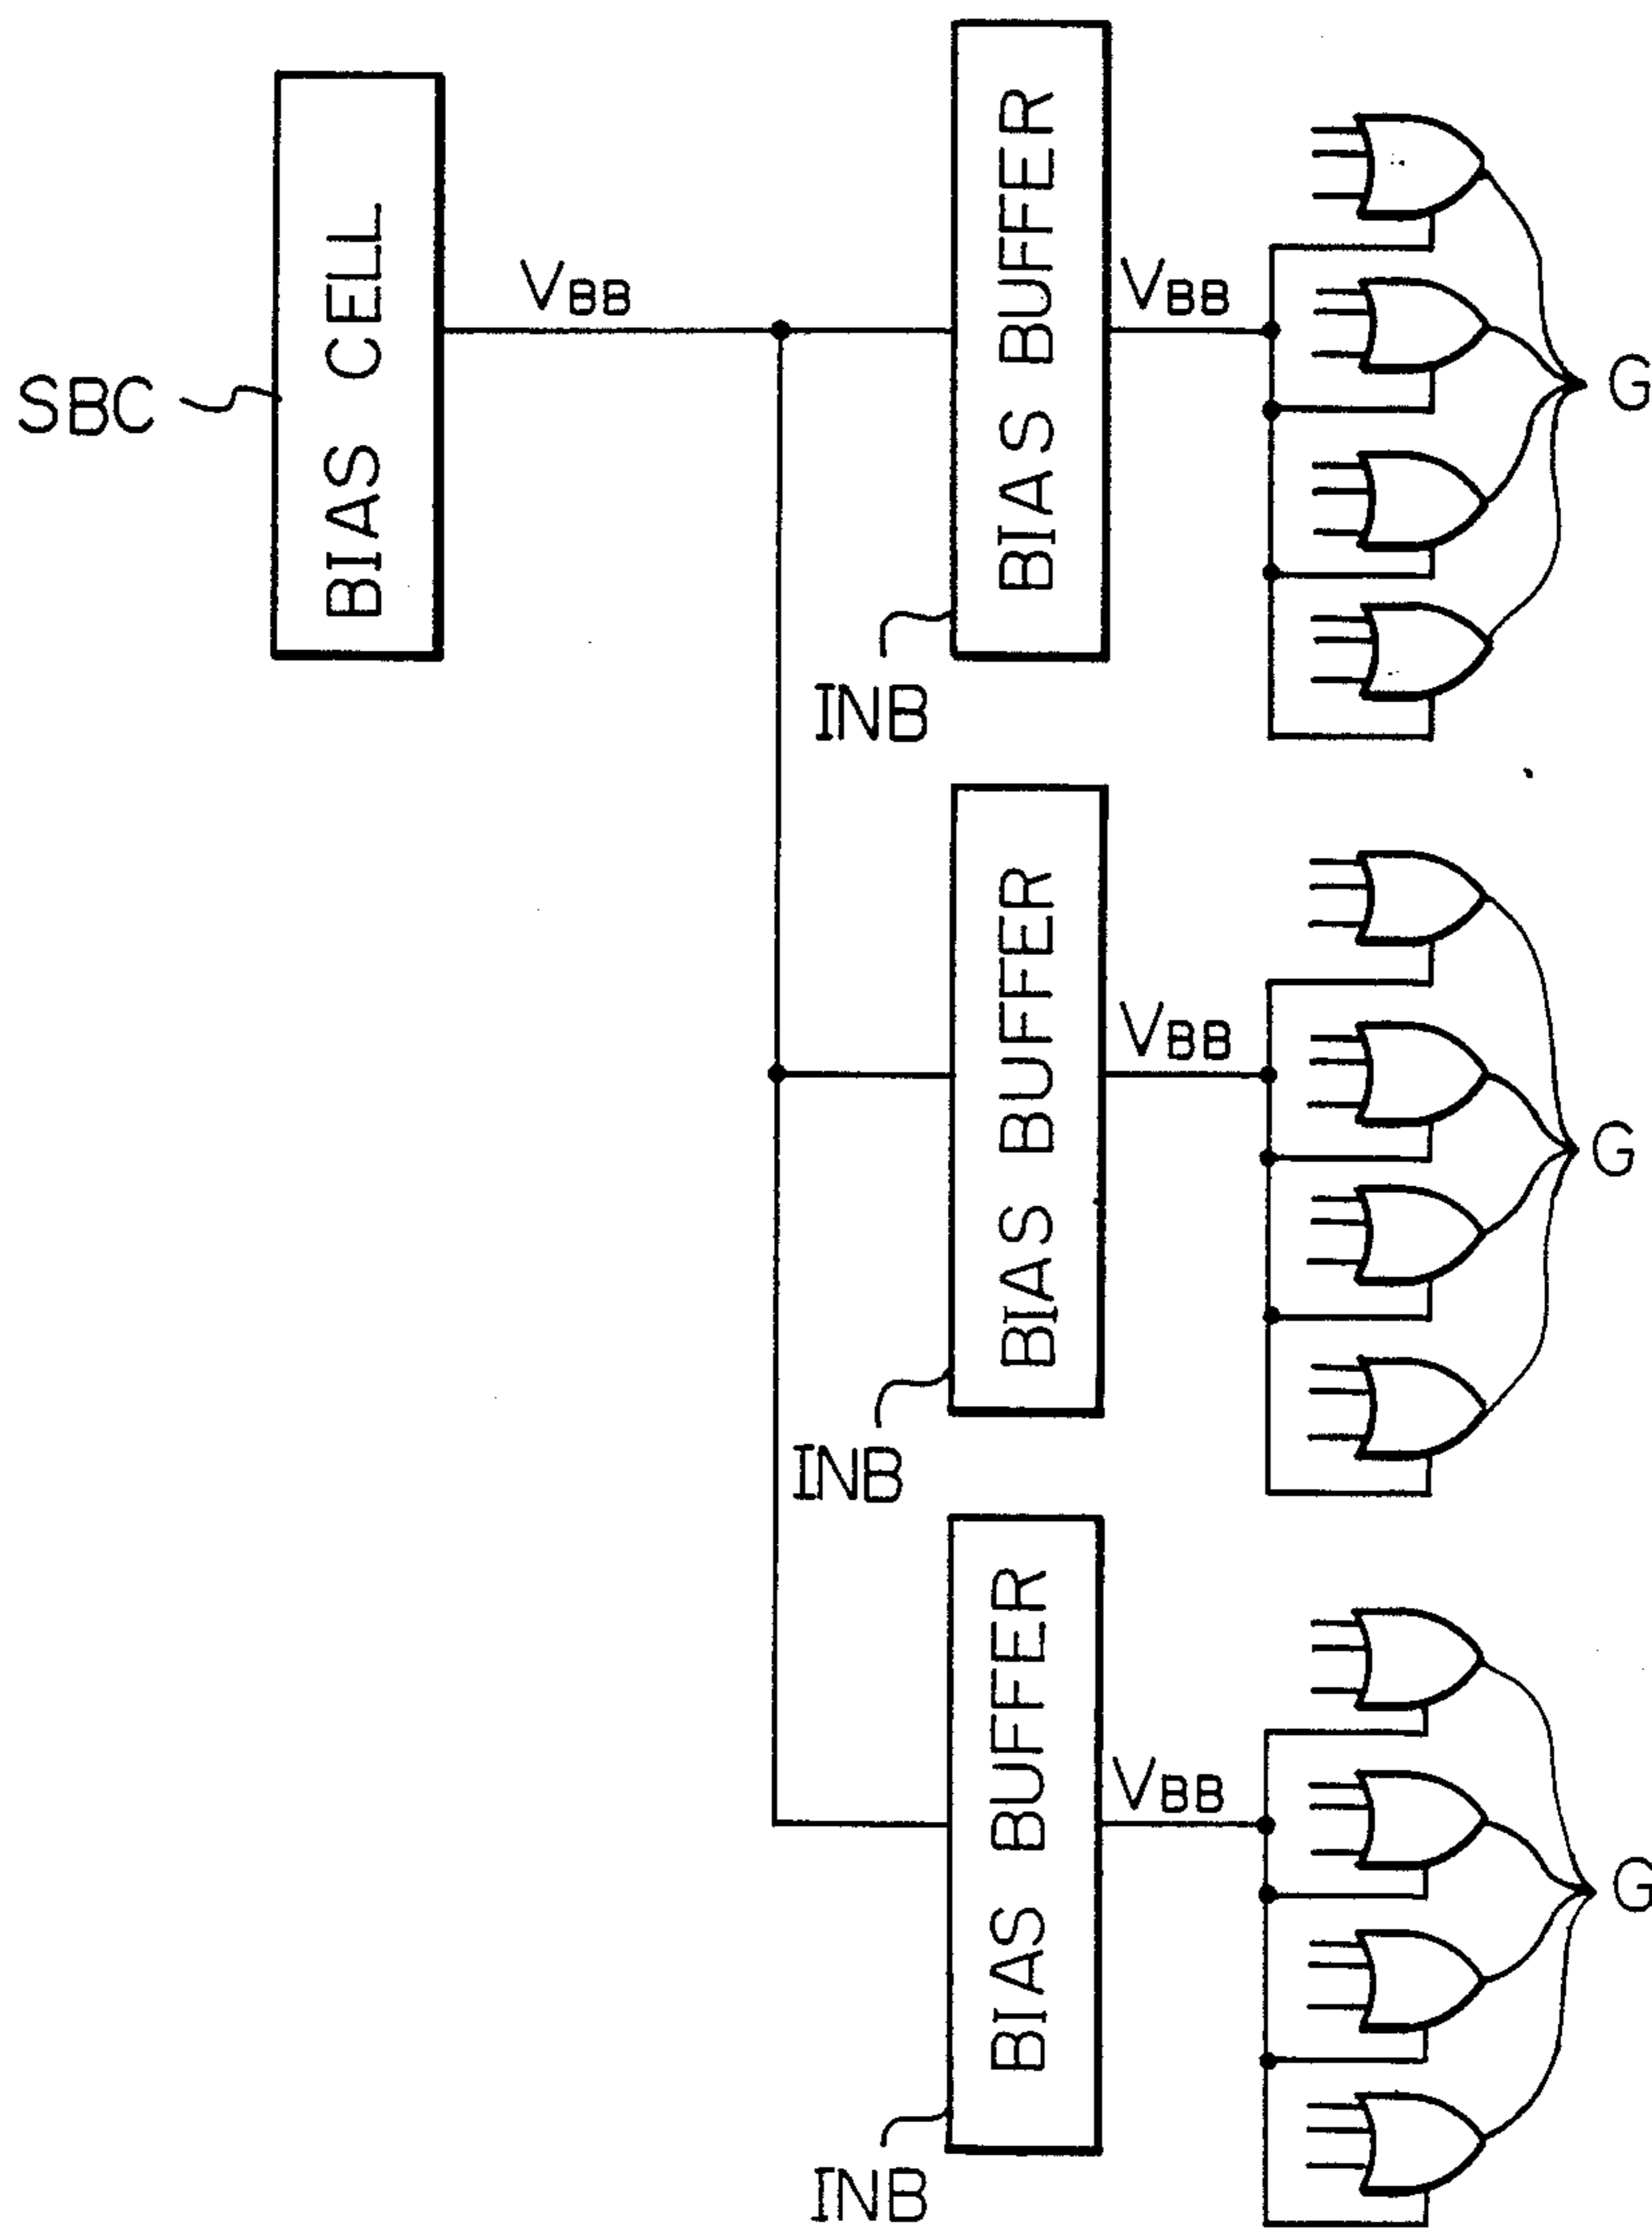 SBC
BIAS CELL
VBB
BIAS BUFFER
INB
VBB
G
BIAS BUFFER
INB
VBB
G
BIAS BUFFER
INB
VBB
G